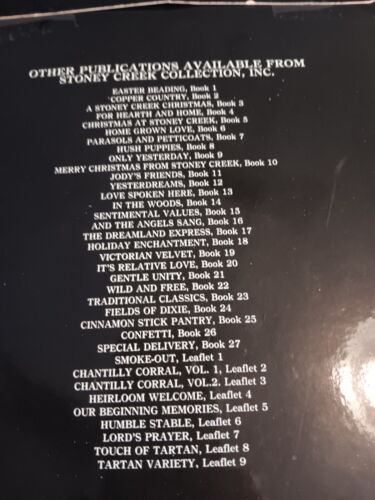 OTHER PUBLICATIONS AVAILABLE FROM
STONEY CREEK COLLECTION, INC.
EASTER BEADING, Book 1
COPPER COUNTRY, Book 2
A STONEY CREEK CHRISTMAS, Book 3
FOR HEARTH AND HOME, Book 4
CHRISTMAS AT STONEY CREEK, Book 5
HOME GROWN LOVE, Book 6
PARASOLS AND PETTICOATS, Book 7
HUSH PUPPIES, Book 8
ONLY YESTERDAY, Book 9
MERRY CHRISTMAS FROM STONEY CREEK, Book 10
JODY'S FRIENDS, Book 11
YESTERDREAMS, Book 12
LOVE SPOKEN HERE, Book 13
IN THE WOODS, Book 14
SENTIMENTAL VALUES, Book 15
AND THE ANGELS SANG, Book 16
THE DREAMLAND EXPRESS, Book 17
HOLIDAY ENCHANTMENT, Book 18
VICTORIAN VELVET, Book 19
IT'S RELATIVE LOVE, Book 20
GENTLE UNITY, Book 21
WILD AND FREE, Book 22
TRADITIONAL CLASSICS, Book 23
FIELDS OF DIXIE, Book 24
CINNAMON STICK PANTRY, Book 25
CONFETTI, Book 26
SPECIAL DELIVERY, Book 27
SMOKE-OUT, Leaflet 1
CHANTILLY CORRAL, VOL. 1, Leaflet 2
CHANTILLY CORRAL, VOL.2. Leaflet 3
HEIRLOOM WELCOME, Leaflet 4
OUR BEGINNING MEMORIES, Leaflet 5
HUMBLE STABLE, Leaflet 6
LORD'S PRAYER, Leaflet 7
TOUCH OF TARTAN, Leaflet 8
TARTAN VARIETY, Leaflet 9